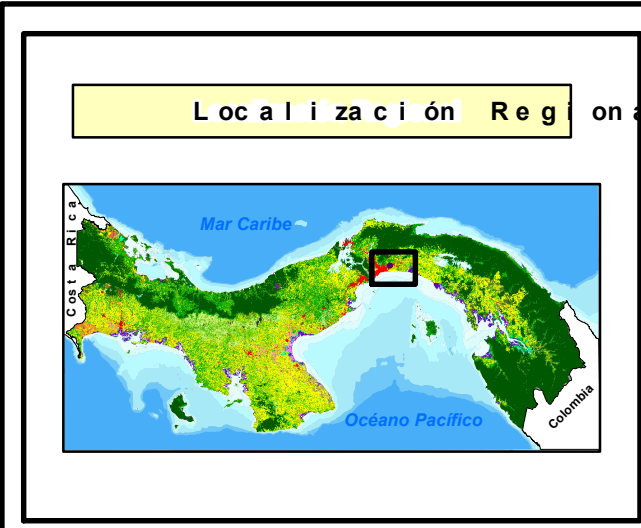 Localización Regiona
Mar Caribe
Costa Rica
Océano Pacífico
Colombia